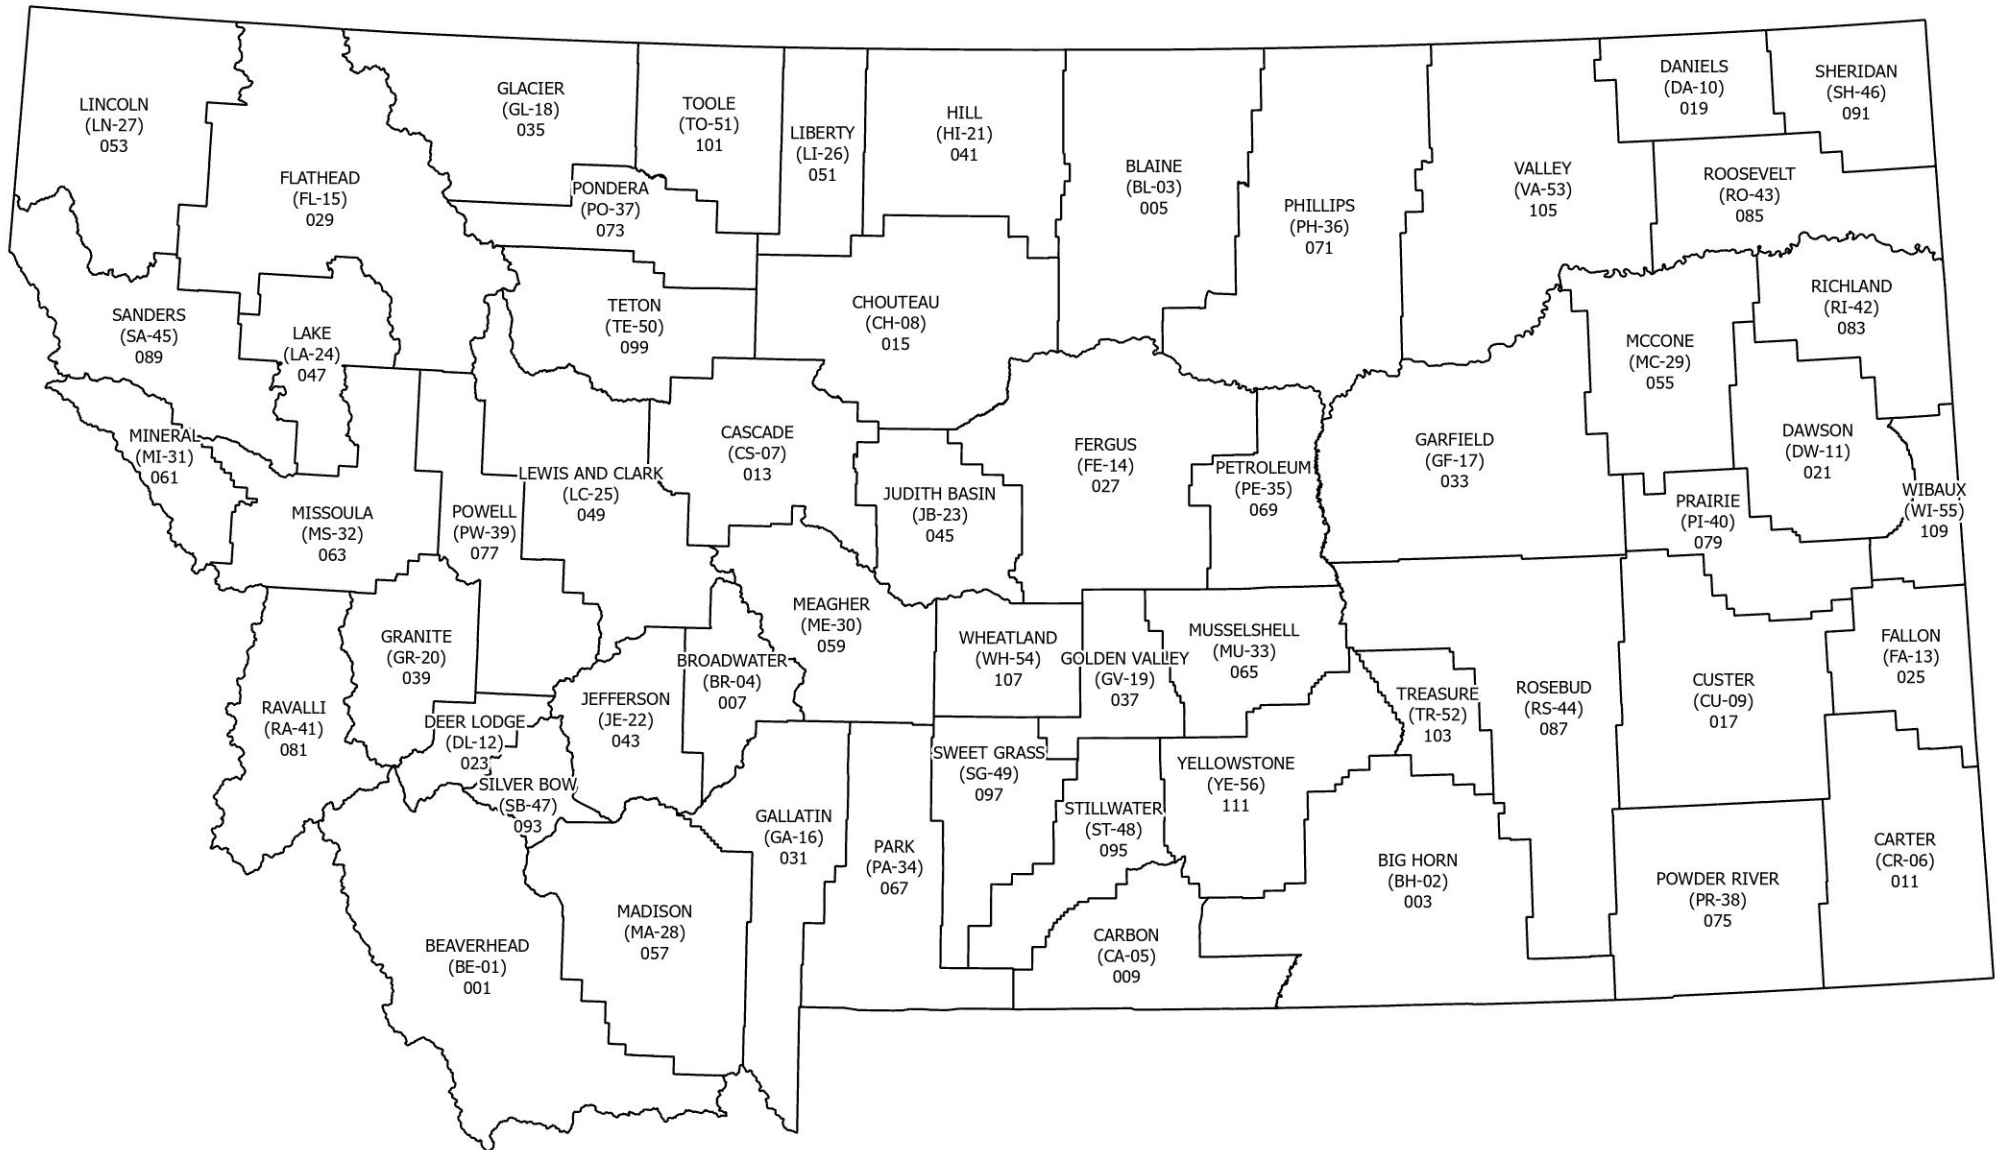 LINCOLN
(LN-27)
053
FLATHEAD
(FL-15)
029
GLACIER
(GL-18)
035
TOOLE
(TO-51)
101
LIBERTY
(LI-26)
051
HILL
(HI-21)
041
BLAINE
(BL-03)
005
PHILLIPS
(PH-36)
071
VALLEY
(VA-53)
105
DANIELS
(DA-10)
019
SHERIDAN
(SH-46)
091
ROOSEVELT
(RO-43)
085
PONDERA
(PO-37)
073
SANDERS
(SA-45)
089
LAKE
(LA-24)
047
TETON
(TE-50)
099
CHOUTEAU
(CH-08)
015
MCCONE
(MC-29)
055
RICHLAND
(RI-42)
083
MINERAL
(MI-31)
061
MISSOULA
(MS-32)
063
POWELL
(PW-39)
077
LEWIS AND CLARK
(LC-25)
049
CASCADE
(CS-07)
013
JUDITH BASIN
(JB-23)
045
FERGUS
(FE-14)
027
PETROLEUM
(PE-35)
069
GARFIELD
(GF-17)
033
PRAIRIE
(PI-40)
079
DAWSON
(DW-11)
021
WIBAUX
(WI-55)
109
RAVALLI
(RA-41)
081
GRANITE
(GR-20)
039
DEER LODGE
(DL-12)
023
SILVER BOW
(SB-47)
093
JEFFERSON
(JE-22)
043
BROADWATER
(BR-04)
007
MEAGHER
(ME-30)
059
WHEATLAND
(WH-54)
107
GOLDEN VALLEY
(GV-19)
037
MUSSELSHELL
(MU-33)
065
TREASURE
(TR-52)
103
ROSEBUD
(RS-44)
087
CUSTER
(CU-09)
017
FALLON
(FA-13)
025
BEAVERHEAD
(BE-01)
001
MADISON
(MA-28)
057
GALLATIN
(GA-16)
031
PARK
(PA-34)
067
SWEET GRASS
(SG-49)
097
STILLWATER
(ST-48)
095
YELLOWSTONE
(YE-56)
111
CARBON
(CA-05)
009
BIG HORN
(BH-02)
003
POWDER RIVER
(PR-38)
075
CARTER
(CR-06)
011